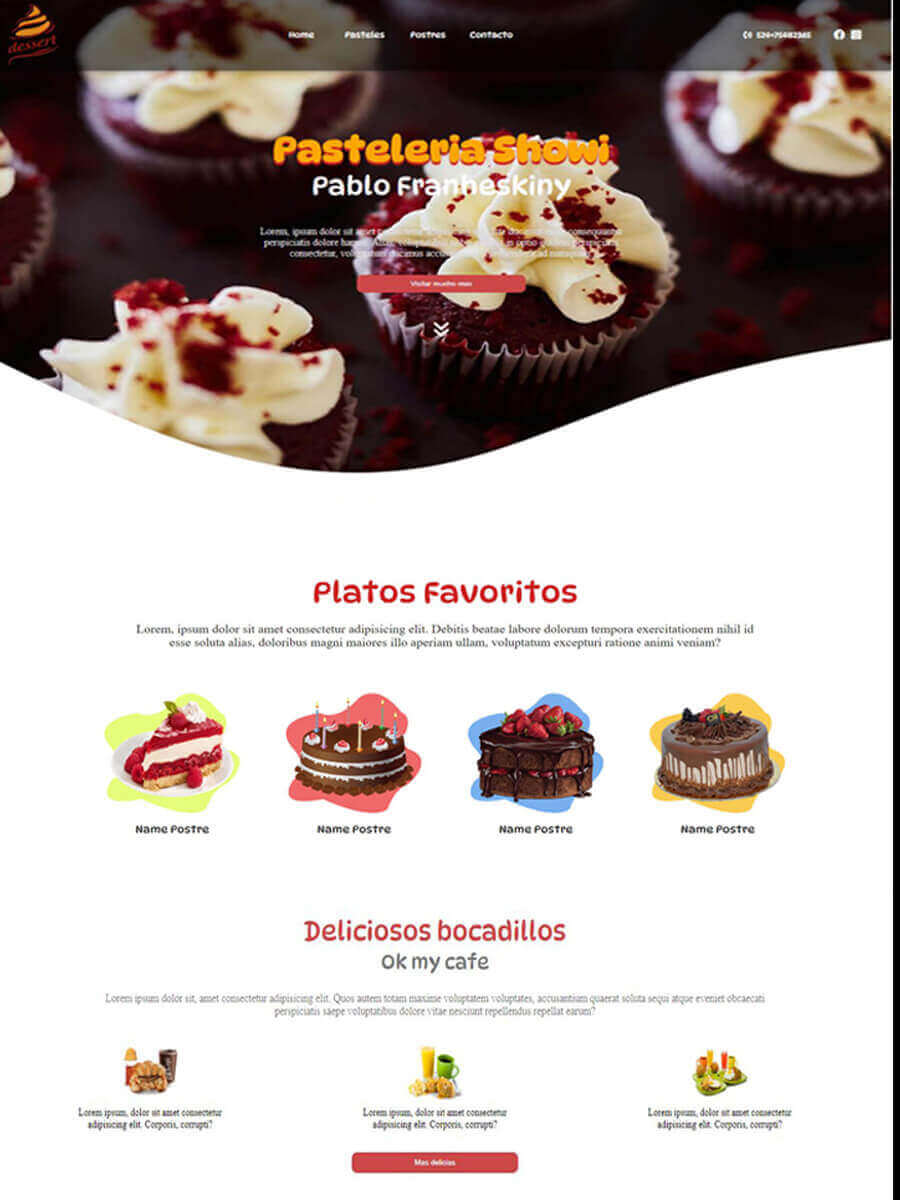 dessert
Home Pasteles Postres Contacto
Pasteleria Showi
Pablo Franheskiny
Lorem, ipsum dolor sit amet
perspiciatis dolore
consectetur,
Visitar mucho mas
Platos Favoritos
Lorem, ipsum dolor sit amet consectetur adipisicing elit. Debitis beatae labore dolorum tempora exercitationem nihil id
esse soluta alias, doloribus magni maiores illo aperiam ullam, voluptatum excepturi ratione animi veniam?
Name Postre Name Postre Name Postre Name Postre
Deliciosos bocadillos
Ok my cafe
Lorem ipsum dolor sit, amet consectetur adipisicing elit. Quos autem totam maxime voluptatem voluptates, accusantium quaerat soluta sequi atque eveniet obcaecati
perspiciatis saepe voluptatibus dolore vitae nesciunt repellendus repellat earum?
Lorem ipsum, dolor sit amet consectetur
adipisicing elit. Corporis, corrupti?
Lorem ipsum, dolor sit amet consectetur
adipisicing elit. Corporis, corrupti?
Lorem ipsum, dolor sit amet consectetur
adipisicing elit. Corporis, corrupti?
Mas delicias